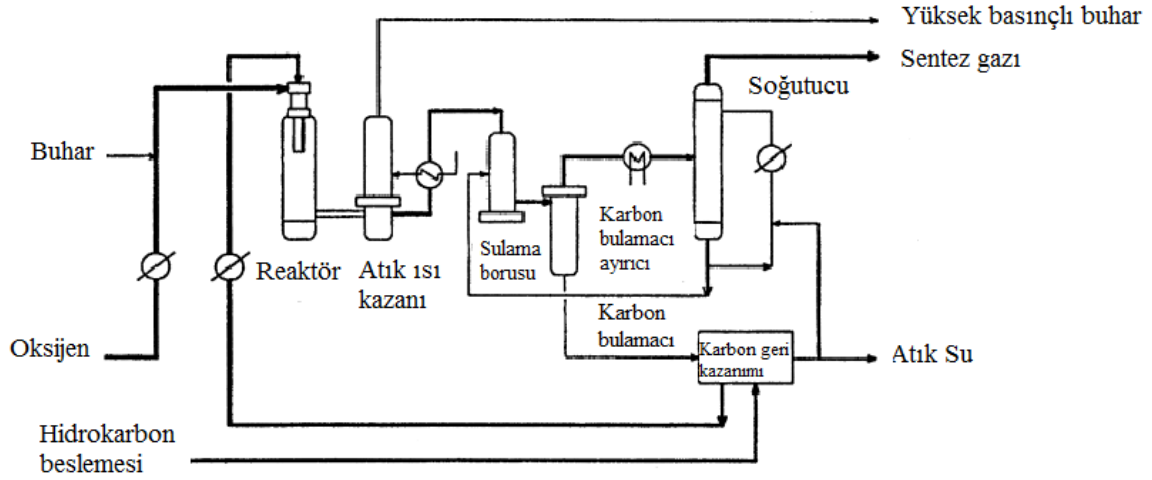 Yüksek basınçlı buhar
Sentez gazı
Soğutucu
Buhar
Karbon
bulamacı
ayırıcı
Sulama
borusu
Reaktör
Atık ısı
kazanı
Karbon
bulamacı
Oksijen
Karbon geri
kazanımı
Atık Su
Hidrokarbon
beslemesi